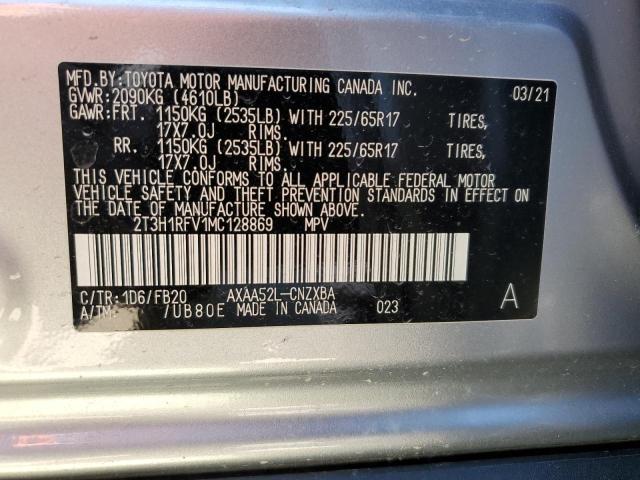 MFD.BY:TOYOTA MOTOR MANUFACTURING CANADA INC. 03/21
GVWR:2090KG (4610LB)
GAWR:FRT. 1150KG (2535LB) WITH 225/65R17 TIRES,
17X7.0J RIMS.
RR. 1150KG (2535LB) WITH 225/65R17 TIRES,
17X7.0J RIMS.
THIS VEHICLE CONFORMS TO ALL APPLICABLE FEDERAL MOTOR
VEHICLE SAFETY AND THEFT PREVENTION STANDARDS IN EFFECT ON
THE DATE OF MANUFACTURE SHOWN ABOVE.
2T3H1RFV1MC128869 MPV
C/TR:1D6/FB20 AXAA52L-CNZXBA
A/TM: /UB80E MADE IN CANADA 023 A